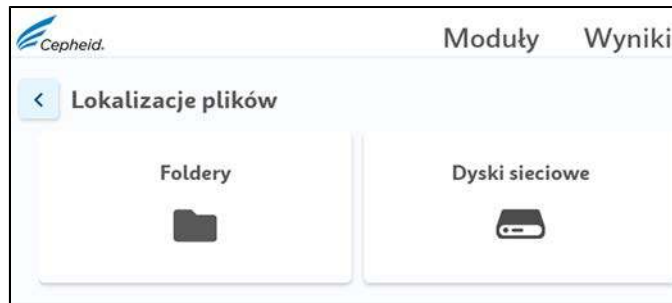 Cepheid.
Moduły Wyniki
Lokalizacje plików
Foldery Dyski sieciowe